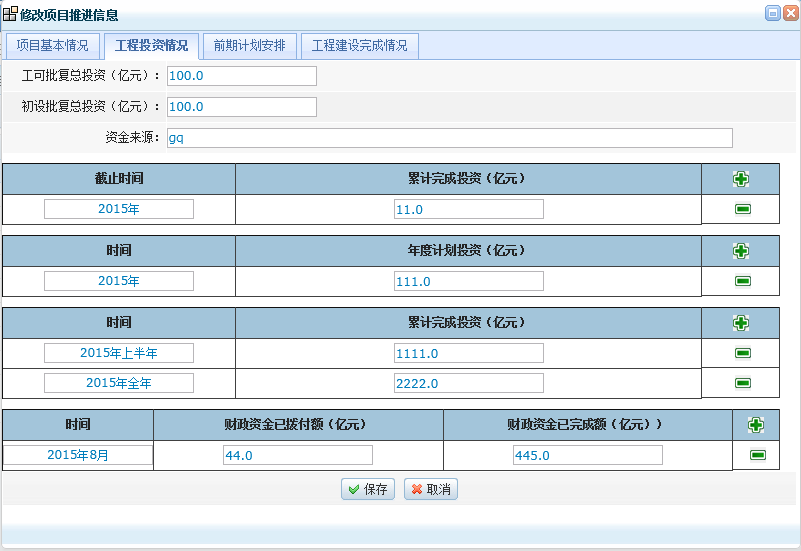 修改项目推进信息
项目基本情况 工程投资情况 前期计划安排 工程建设完成情况
工可批复总投资（亿元）： 100.0
初设批复总投资（亿元）： 100.0
资金来源： gq
截止时间 累计完成投资（亿元）
2015年 11.0
时间 年度计划投资（亿元）
2015年 111.0
时间 累计完成投资（亿元）
2015年上半年 1111.0
2015年全年 2222.0
时间 财政资金已拨付额（亿元） 财政资金已完成额（亿元））
2015年8月 44.0 445.0
保存 取消